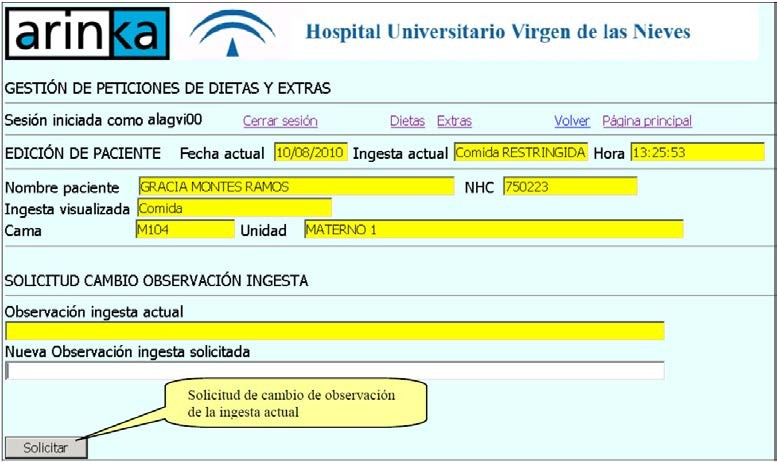 arinka Hospital Universitario Virgen de las Nieves
GESTIÓN DE PETICIONES DE DIETAS Y EXTRAS
Sesión iniciada como alagvi00 Cerrar sesión Dietas Extras Volver Página principal
EDICIÓN DE PACIENTE Fecha actual 10/08/2010 Ingesta actual Comida RESTRINGIDA Hora 13:25:53
Nombre paciente GRACIA MONTES RAMOS NHC 750223
Ingesta visualizada Comida
Cama M104 Unidad MATERNO 1
SOLICITUD CAMBIO OBSERVACIÓN INGESTA
Observación ingesta actual
Nueva Observación ingesta solicitada
Solicitud de cambio de observación
de la ingesta actual
Solicitar